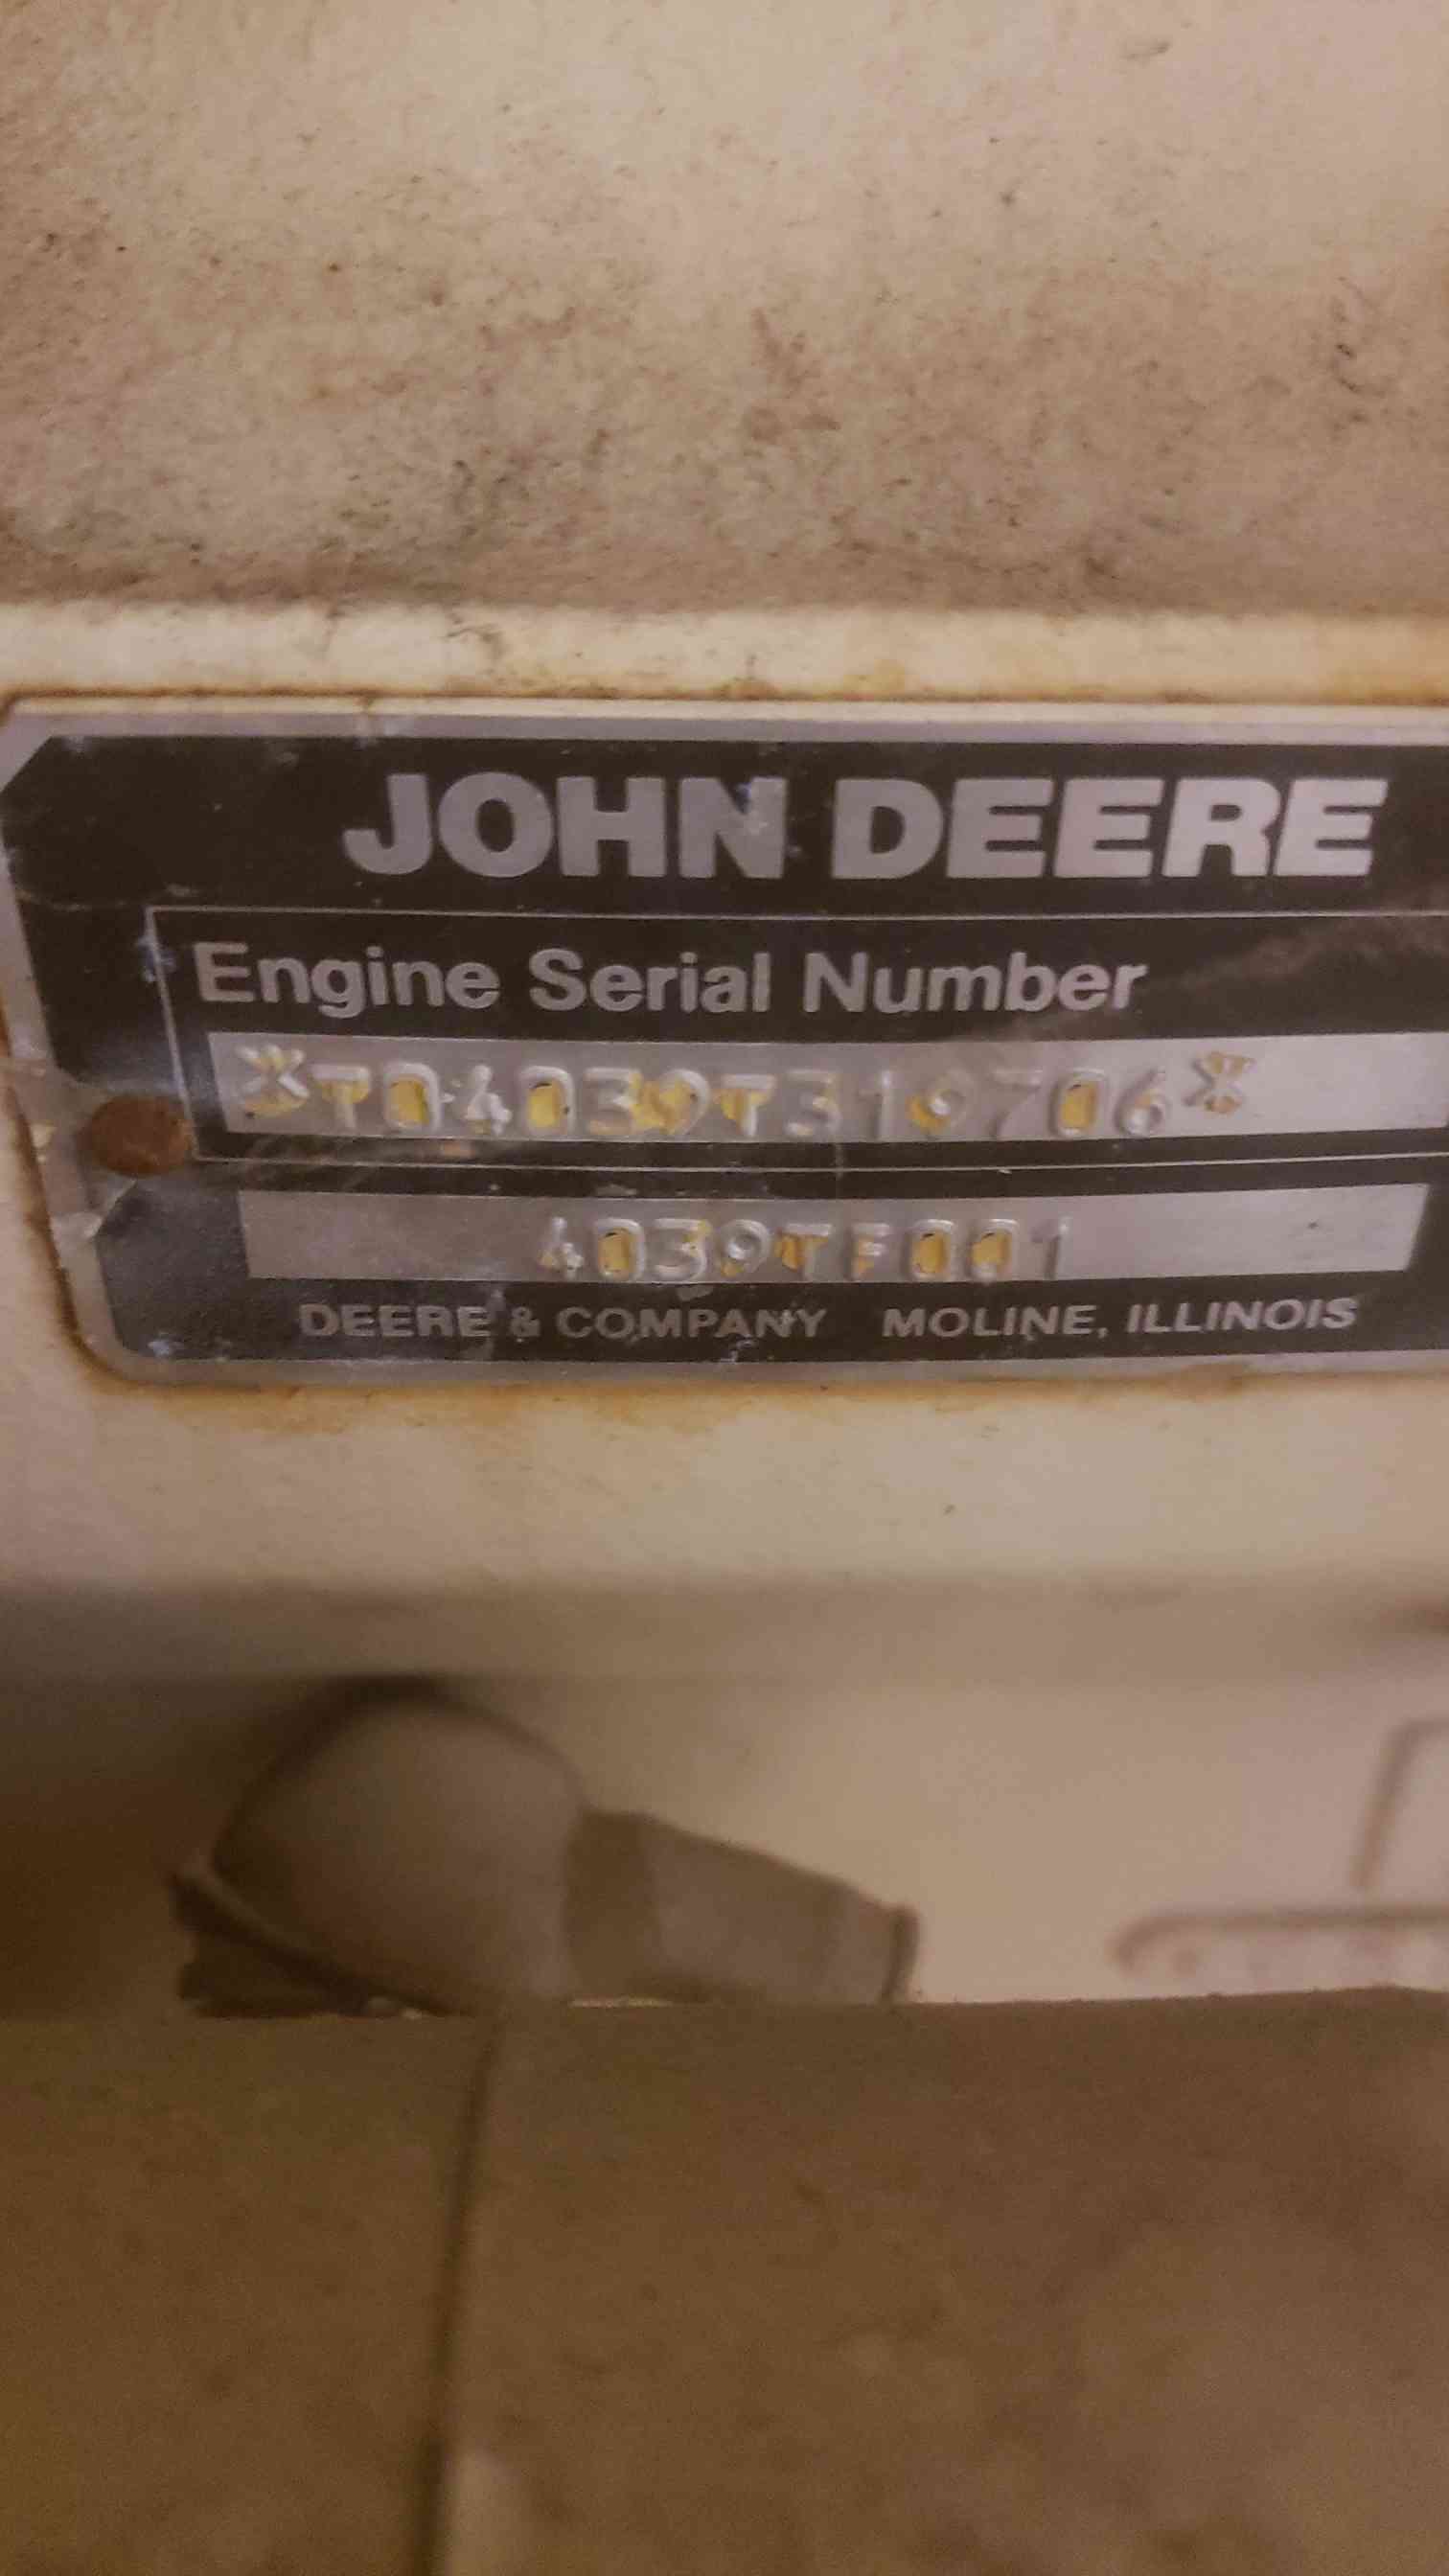 JOHN DEERE
Engine Serial Number
*T04039T319706*
4039TF001
DEERE & COMPANY MOLINE, ILLINOIS